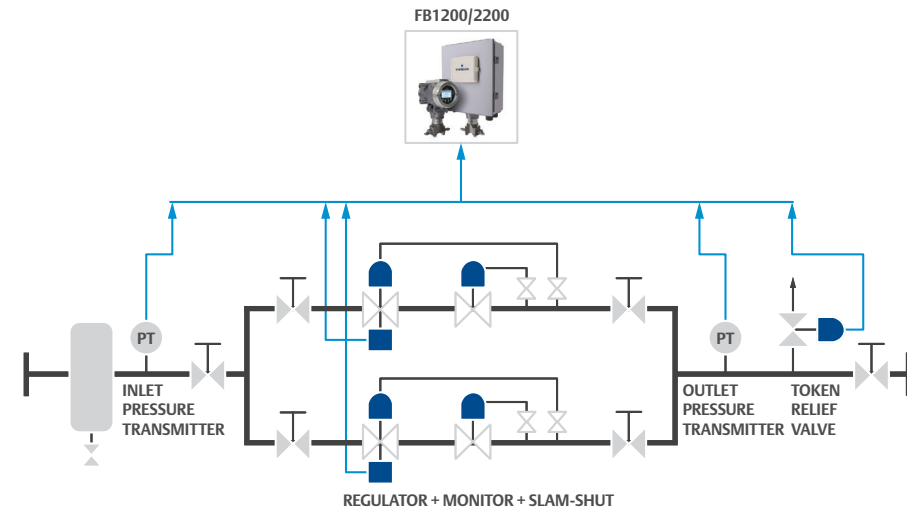 FB1200/2200
PT
PT
INLET
PRESSURE
TRANSMITTER
OUTLET
PRESSURE
TRANSMITTER
TOKEN
RELIEF
VALVE
REGULATOR + MONITOR + SLAM-SHUT